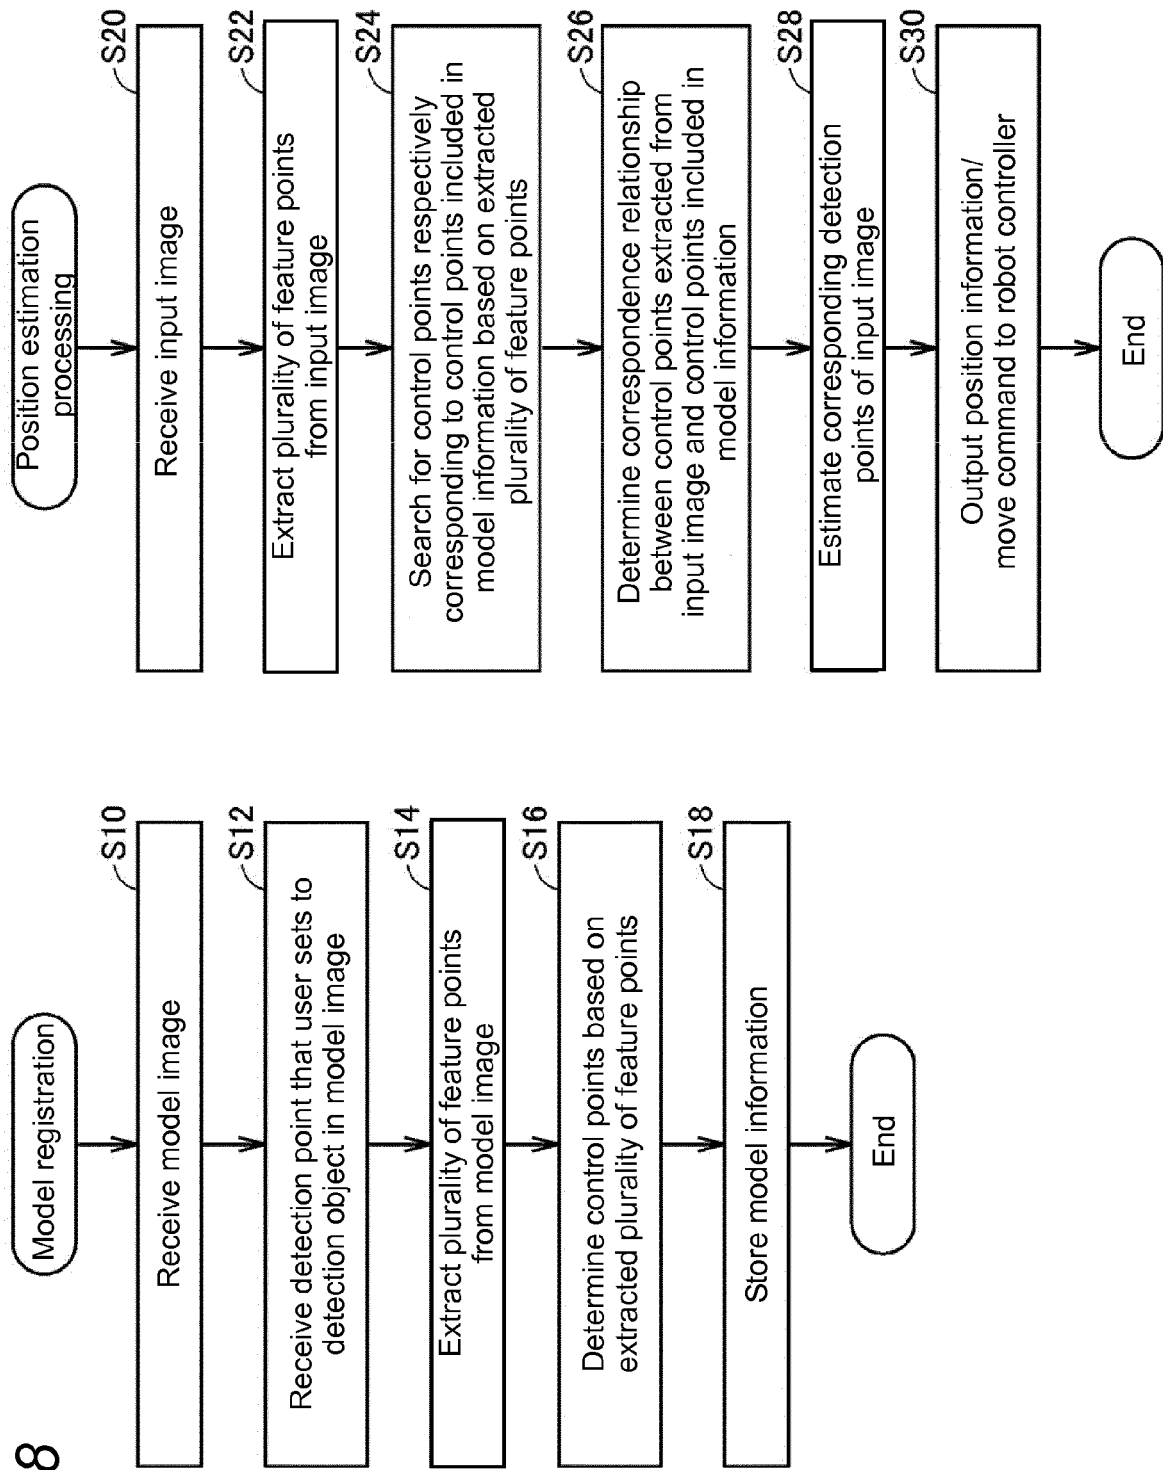 8
Model registration
S10
Receive model image
S12
Receive detection point that user sets to
detection object in model image
S14
Extract plurality of feature points
from model image
S16
Determine control points based on
extracted plurality of feature points
S18
Store model information
End
Position estimation
processing
S20
Receive input image
S22
Extract plurality of feature points
from input image
S24
Search for control points respectively
corresponding to control points included in
model information based on extracted
plurality of feature points
S26
Determine correspondence relationship
between control points extracted from
input image and control points included in
model information
S28
Estimate corresponding detection
points of input image
S30
Output position information/
move command to robot controller
End